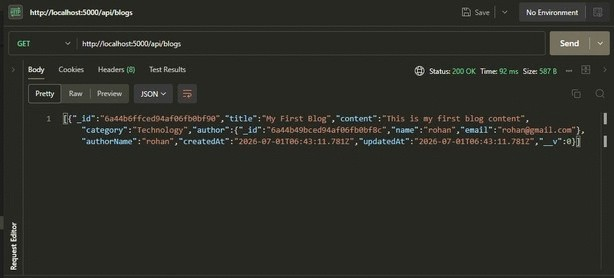 http://localhost:5000/api/blogs
Save
No Environment
GET
http://localhost:5000/api/blogs
Send
Body Cookies Headers (8) Test Results
Status: 200 OK Time: 92 ms Size: 587 B
Pretty Raw Preview JSON
1 [{"_id":"6a44b6ffced94af06fb0bf90","title":"My First Blog","content":"This is my first blog content",
"category":"Technology","author":{"_id":"6a44b49bced94af06fb0bf8c","name":"rohan","email":"rohan@gmail.com"},
"authorName":"rohan","createdAt":"2026-07-01T06:43:11.781Z","updatedAt":"2026-07-01T06:43:11.781Z","__v":0}]
Request Editor